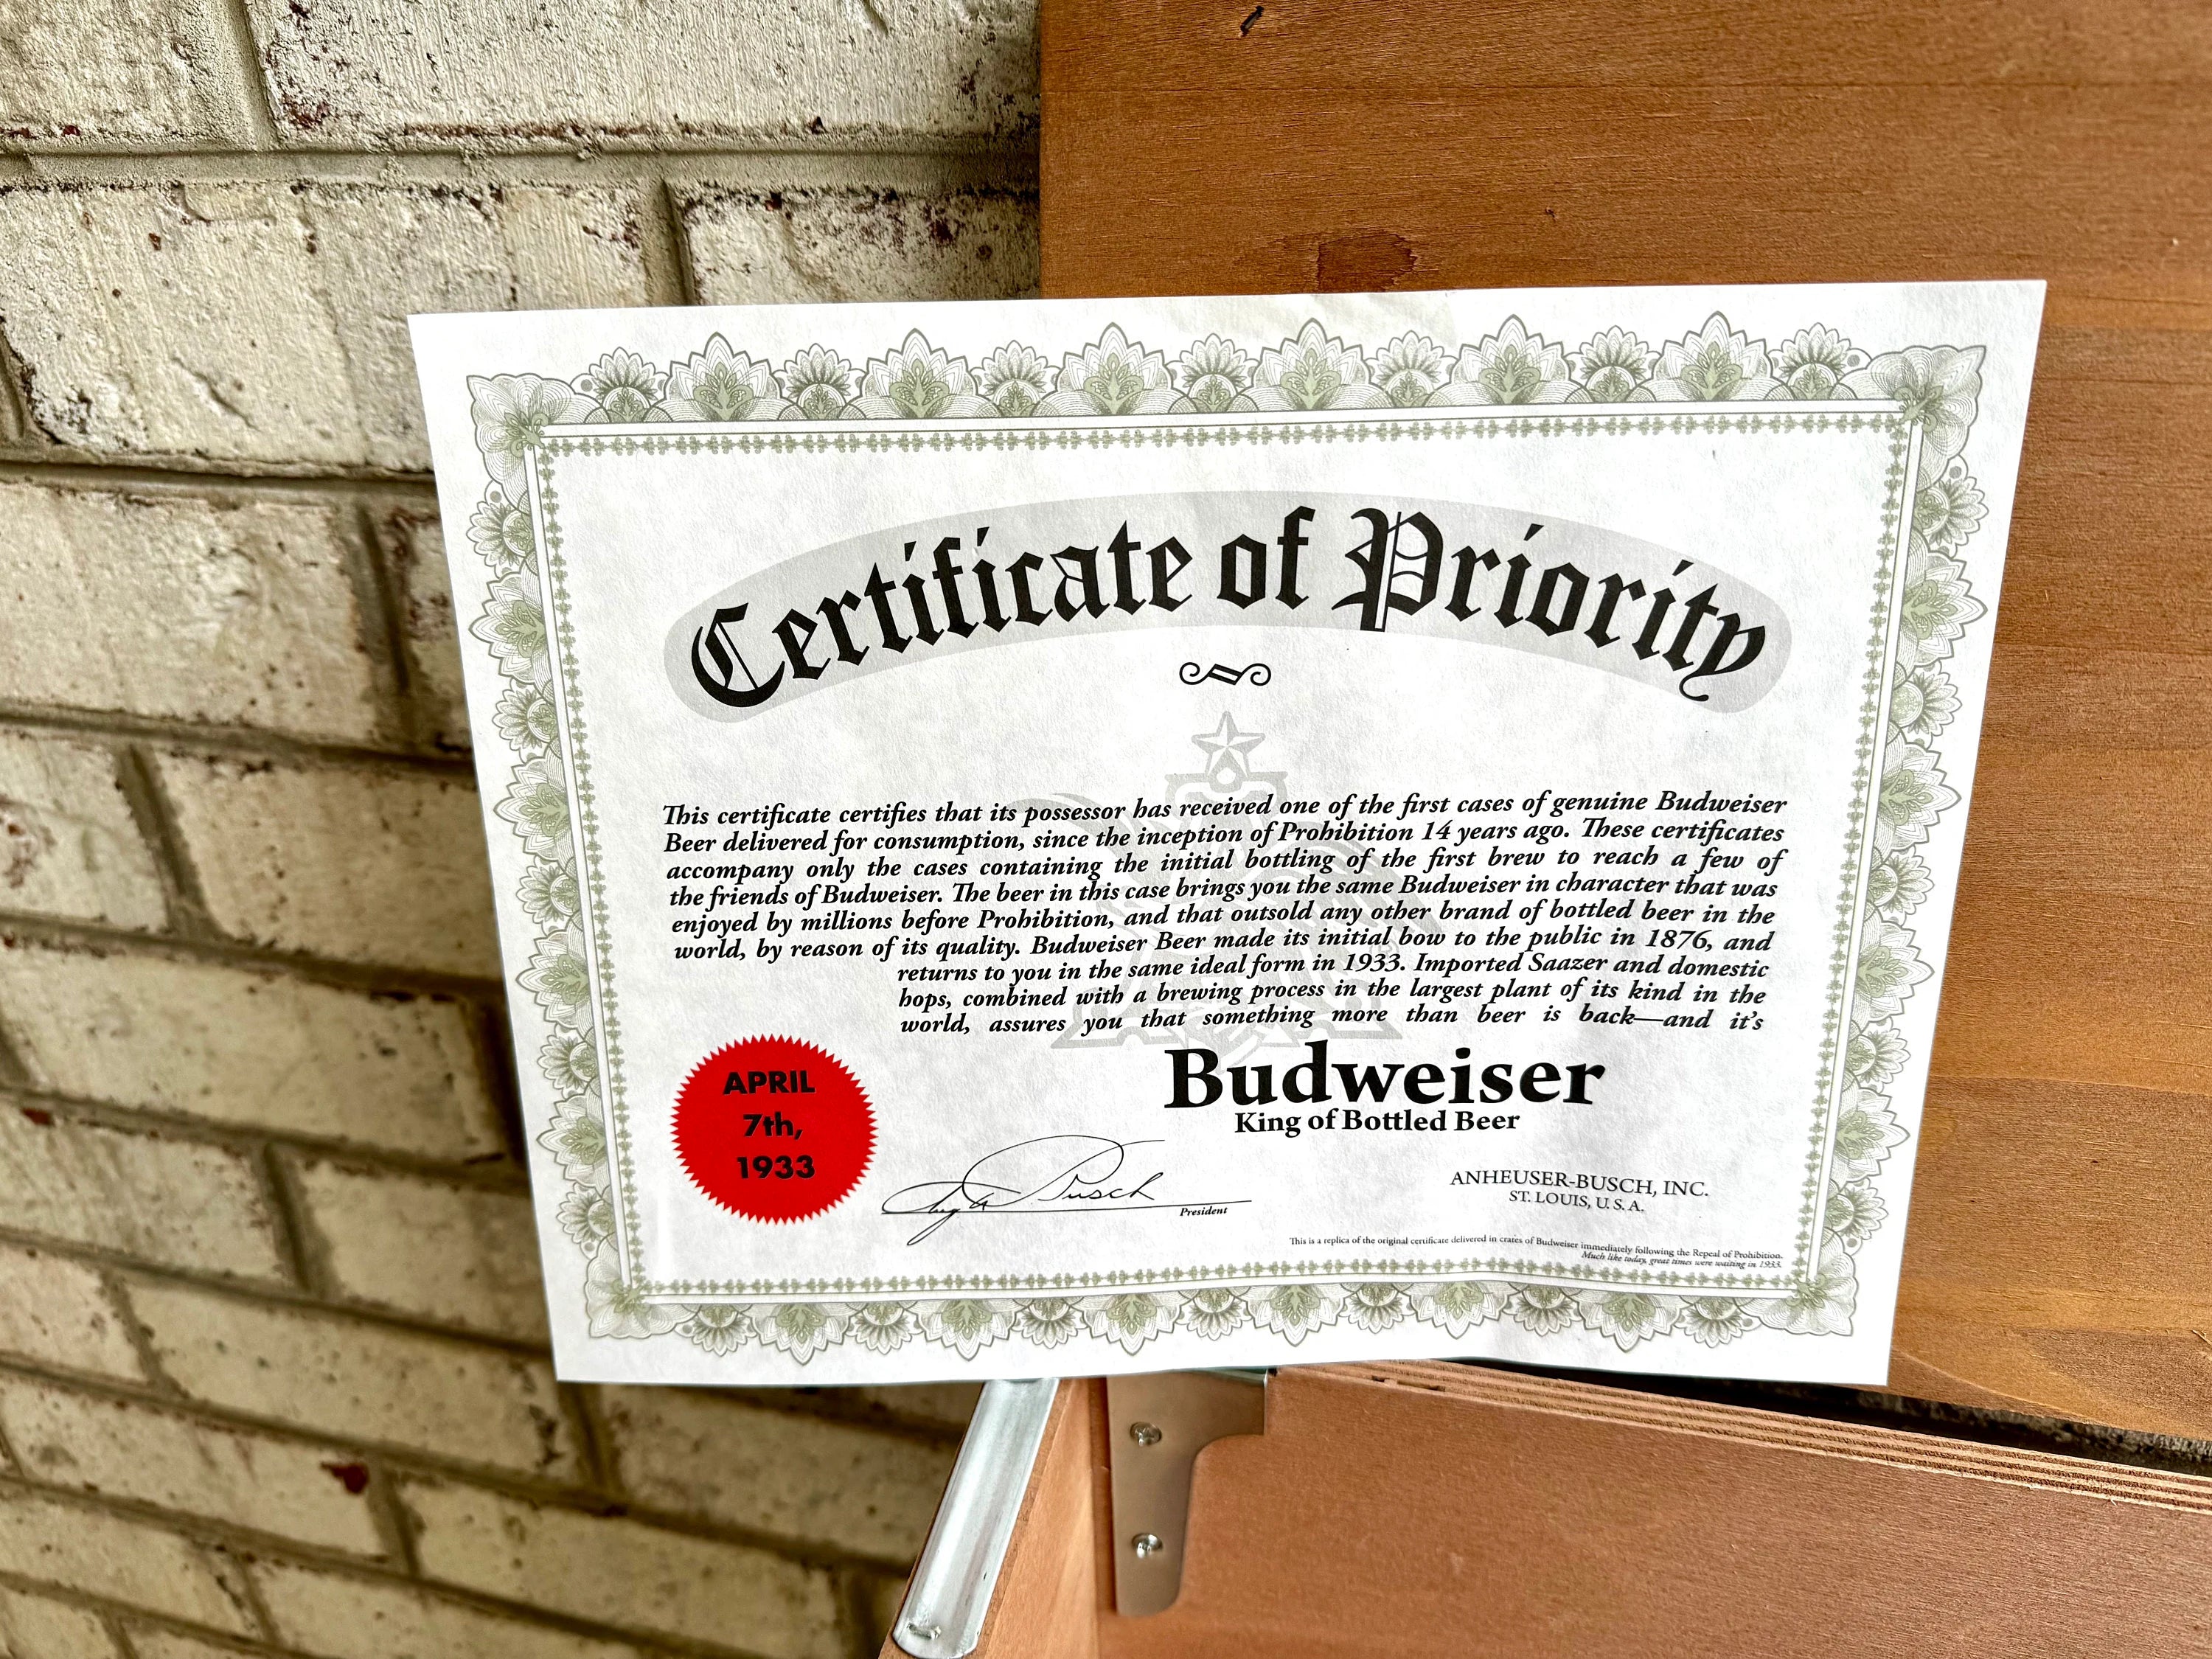 Certificate of Priority
This certificate certifies that its possessor has received one of the first cases of genuine Budweiser
Beer delivered for consumption, since the inception of Prohibition 14 years ago. These certificates
accompany only the cases containing the initial bottling of the first brew to reach a few of
the friends of Budweiser. The beer in this case brings you the same Budweiser in character that was
enjoyed by millions before Prohibition, and that outsold any other brand of bottled beer in the
world, by reason of its quality. Budweiser Beer made its initial bow to the public in 1876, and
returns to you in the same ideal form in 1933. Imported Saazer and domestic
hops, combined with a brewing process in the largest plant of its kind in the
world, assures you that something more than beer is back—and it's
Budweiser
King of Bottled Beer
APRIL
7th,
1933
Busch
President
ANHEUSER-BUSCH, INC.
ST. LOUIS, U. S. A.
This is a replica of the original certificate delivered in crates of Budweiser immediately following the Repeal of Prohibition.
Much like today, great times were waiting in 1933.